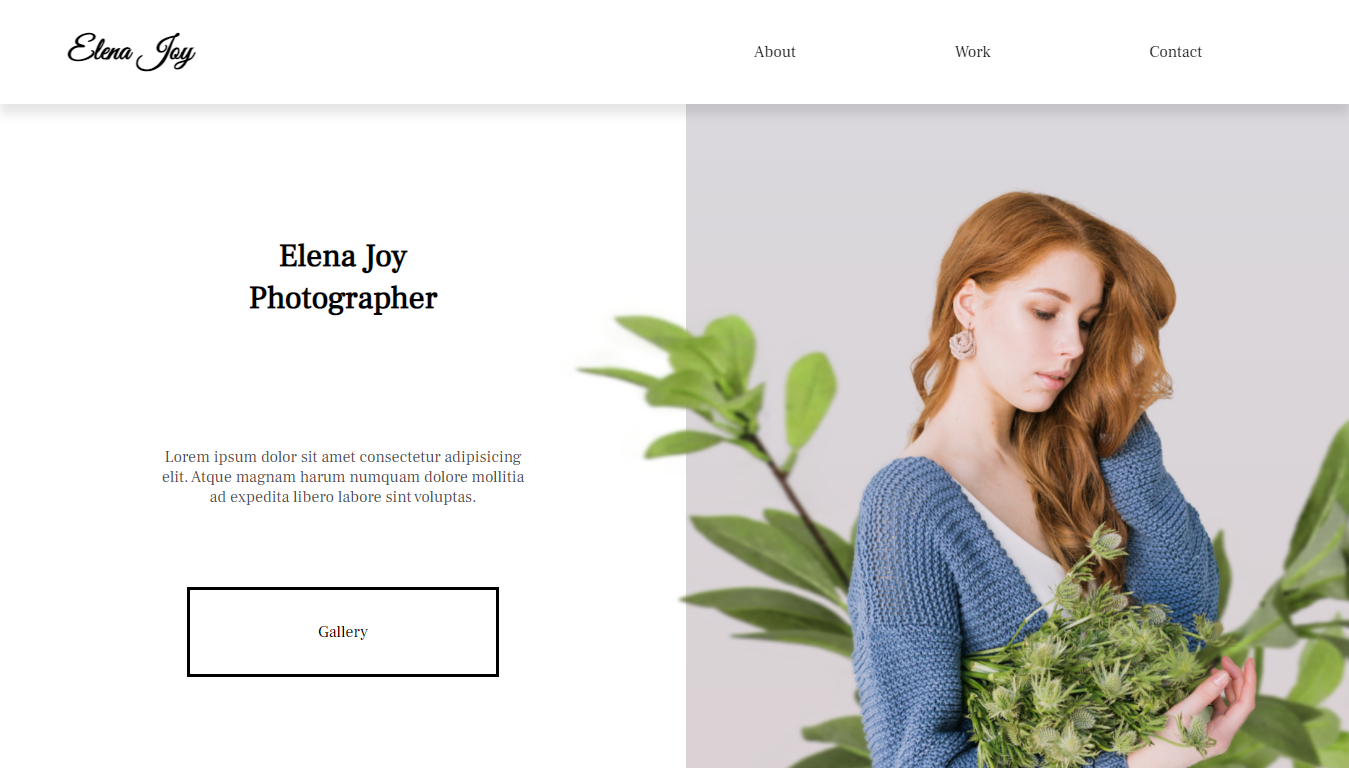 Elena Joy
About
Work
Contact
Elena Joy
Photographer
Lorem ipsum dolor sit amet consectetur adipisicing
elit. Atque magnam harum numquam dolore mollitia
ad expedita libero labore sint voluptas.
Gallery